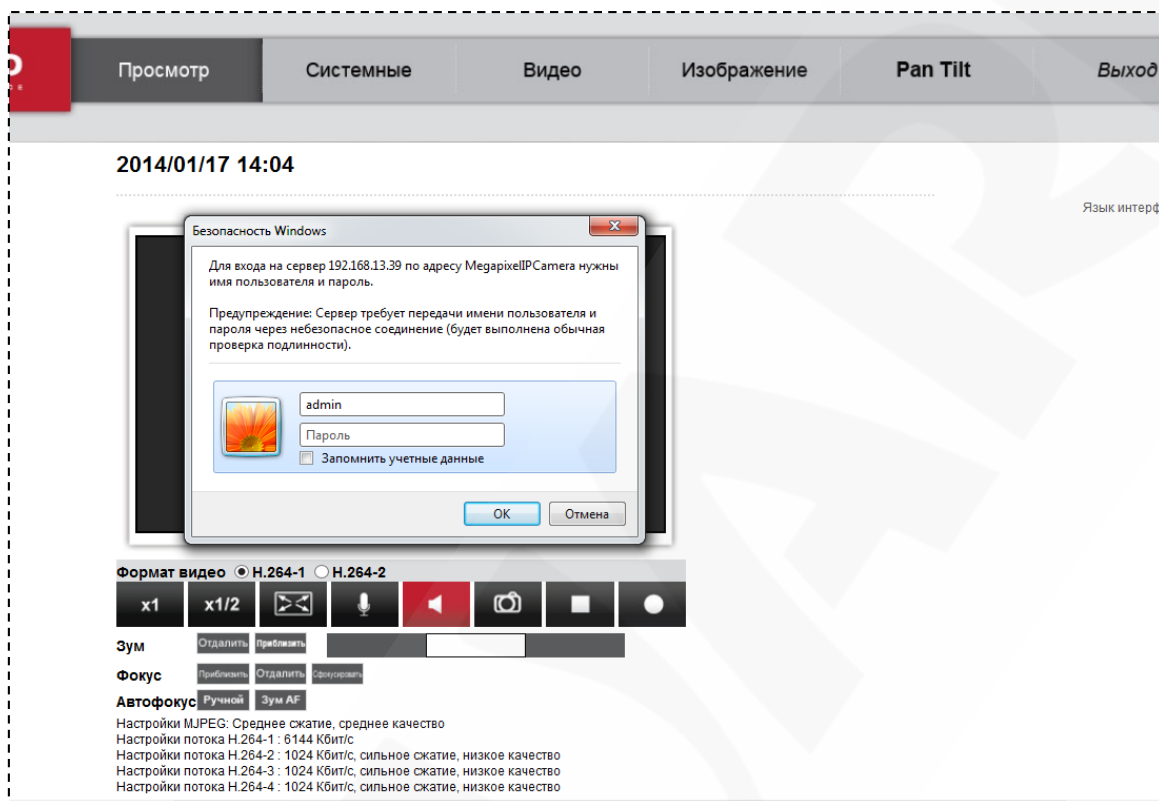 Просмотр
Системные
Видео
Изображение
Pan Tilt
Выход
2014/01/17 14:04
Язык интерф
Безопасность Windows
Для входа на сервер 192.168.13.39 по адресу MegapixelIPCamera нужны
имя пользователя и пароль.
Предупреждение: Сервер требует передачи имени пользователя и
пароля через небезопасное соединение (будет выполнена обычная
проверка подлинности).
admin
Пароль
Запомнить учетные данные
ОК
Отмена
Формат видео H.264-1 H.264-2
x1 x1/2
Зум Отдалить Приблизить
Фокус Приблизить Отдалить Сфокусировать
Автофокус Ручной Зум AF
Настройки MJPEG: Среднее сжатие, среднее качество
Настройки потока H.264-1 : 6144 Кбит/с
Настройки потока H.264-2 : 1024 Кбит/с, сильное сжатие, низкое качество
Настройки потока H.264-3 : 1024 Кбит/с, сильное сжатие, низкое качество
Настройки потока H.264-4 : 1024 Кбит/с, сильное сжатие, низкое качество